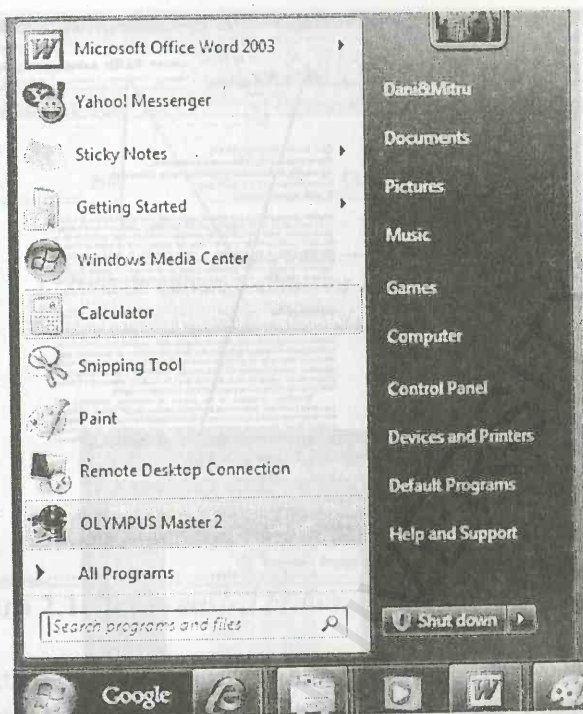 Microsoft Office Word 2003
Yahoo! Messenger
Sticky Notes
Getting Started
Windows Media Center
Calculator
Snipping Tool
Paint
Remote Desktop Connection
OLYMPUS Master 2
All Programs
Search programs and files
Dani&Mitru
Documents
Pictures
Music
Games
Computer
Control Panel
Devices and Printers
Default Programs
Help and Support
Shut down
Google